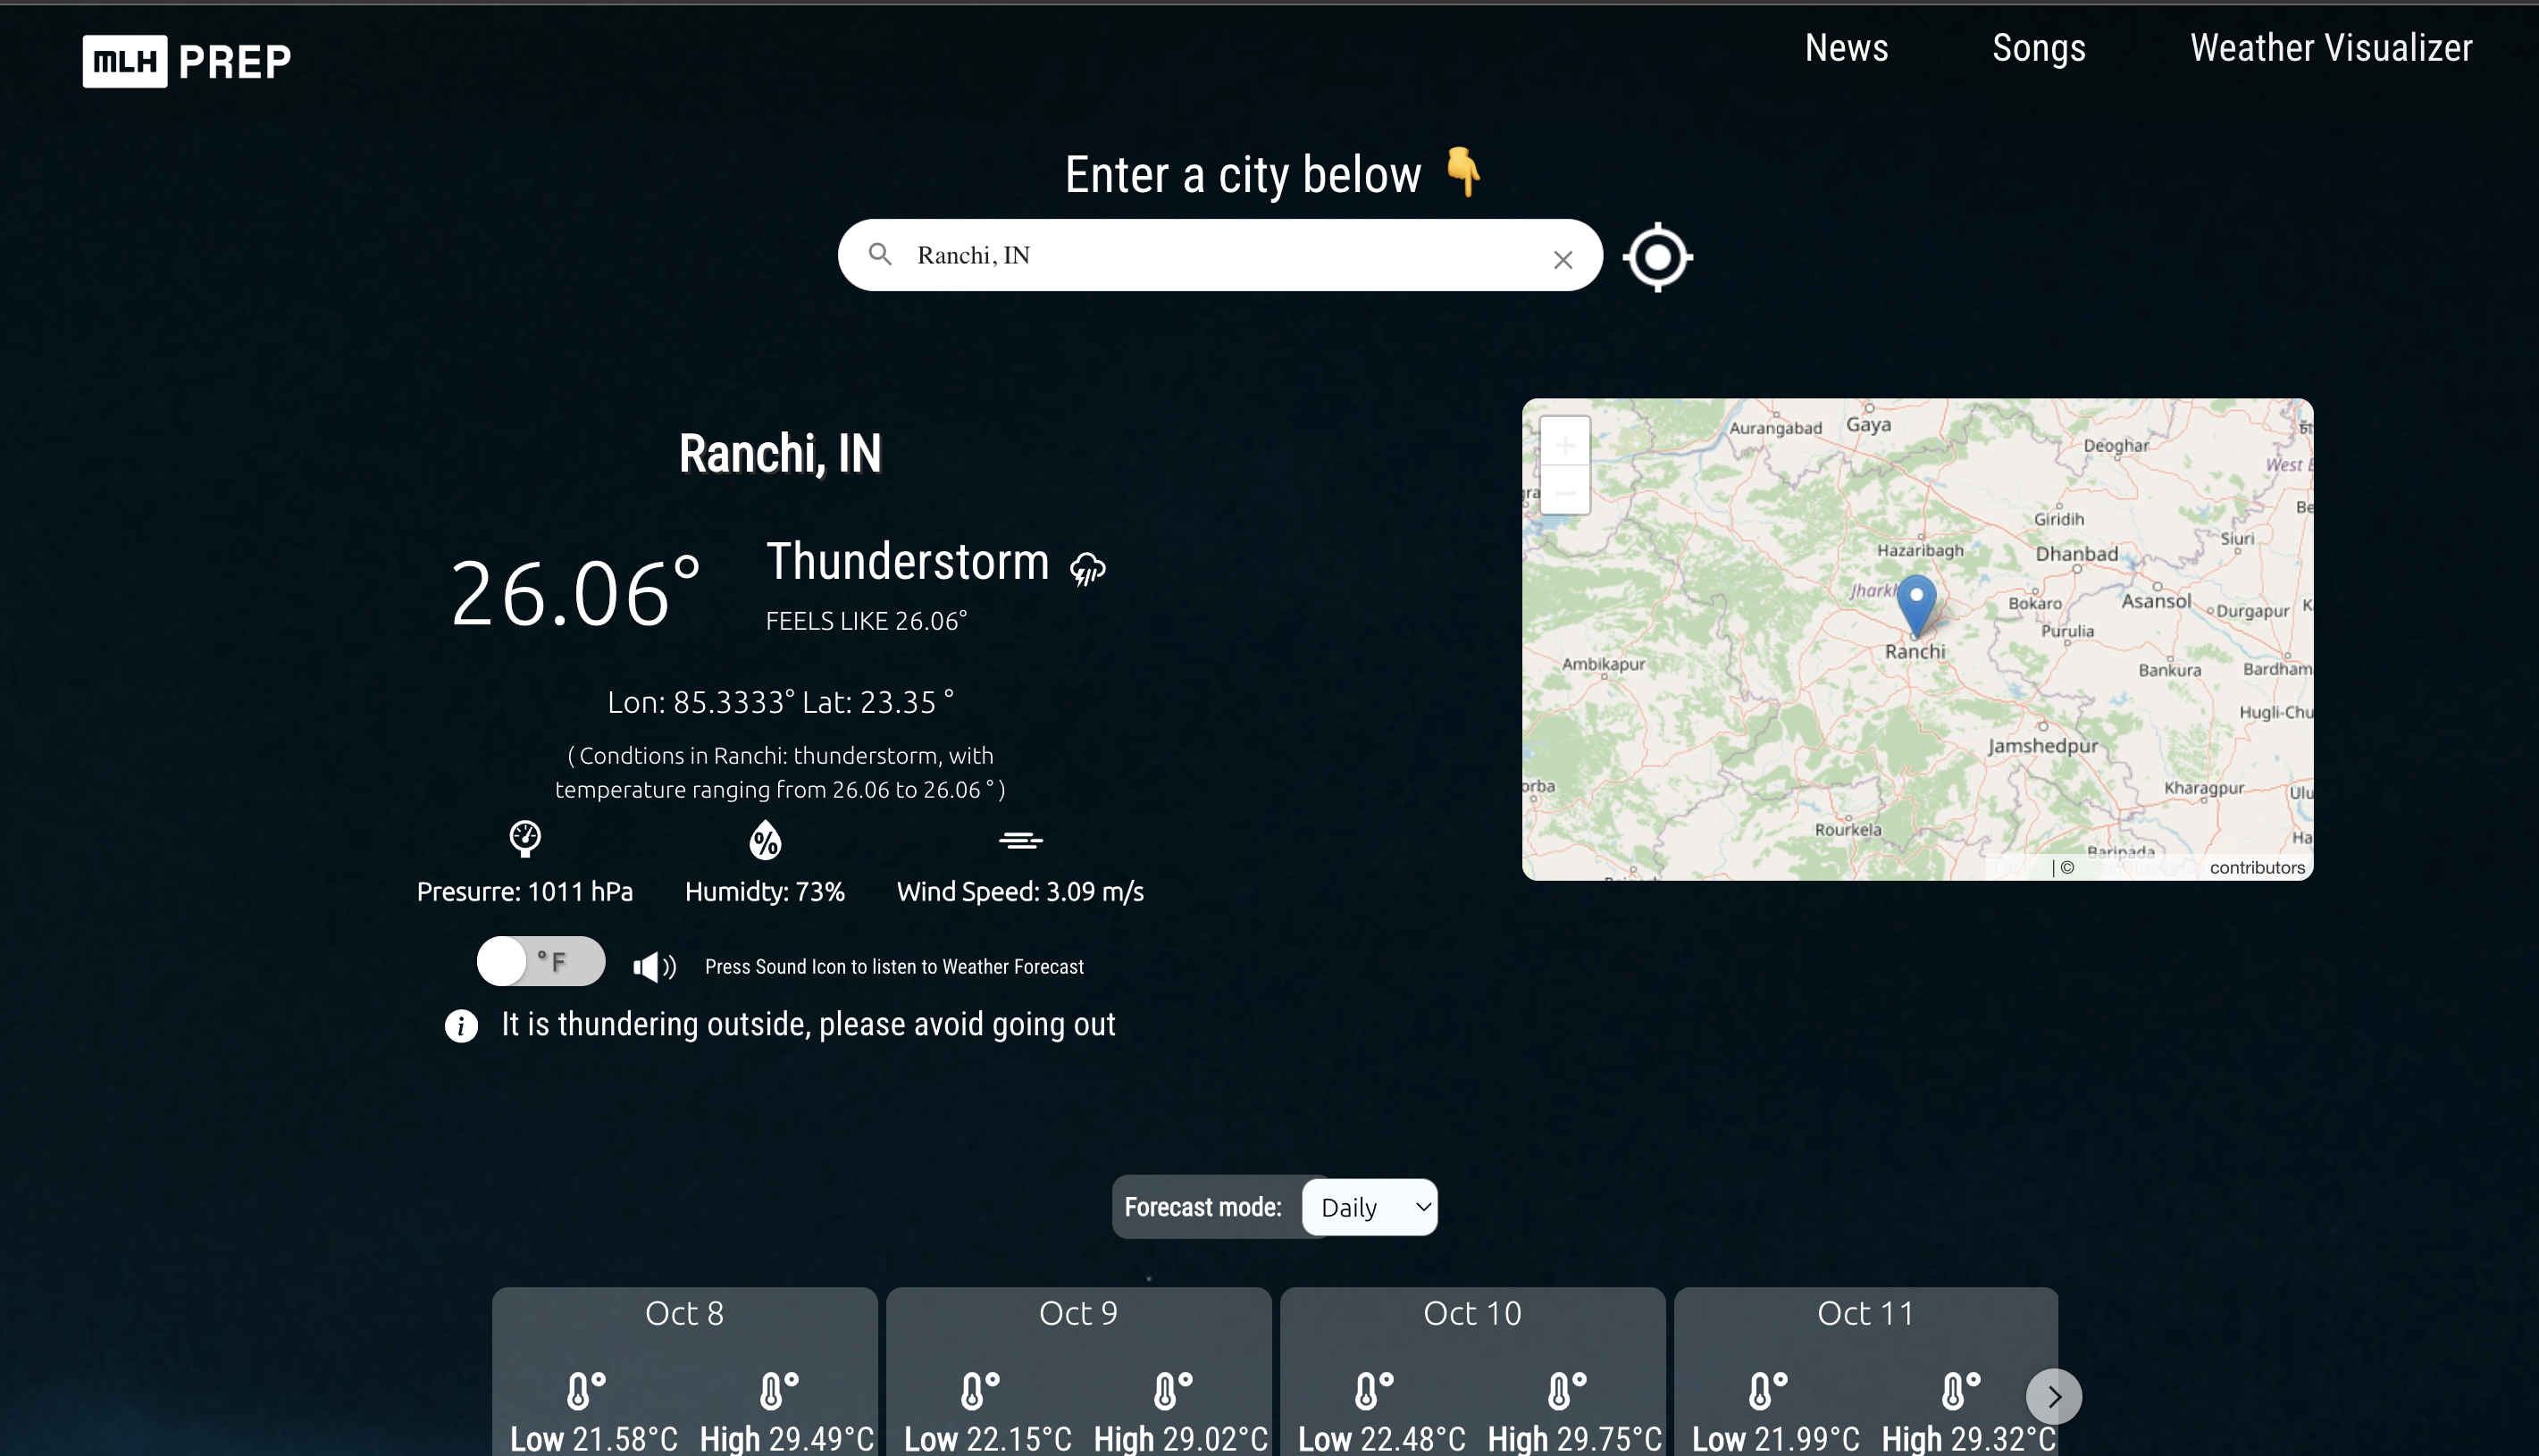 MLH PREP
News Songs Weather Visualizer
Enter a city below 👇
Ranchi, IN
Ranchi, IN
26.06°
Thunderstorm
FEELS LIKE 26.06°
Lon: 85.3333° Lat: 23.35 °
( Condtions in Ranchi: thunderstorm, with
temperature ranging from 26.06 to 26.06 ° )
Presurre: 1011 hPa Humidty: 73% Wind Speed: 3.09 m/s
° F
Press Sound Icon to listen to Weather Forecast
It is thundering outside, please avoid going out
+
−
Aurangabad
Gaya
Deoghar
West
Giridih
Siuri
Hazaribagh
Dhanbad
Bokaro
Asansol
Durgapur
Purulia
Ranchi
Ambikapur
Bankura
Bardham
Hugli-Chu
Jamshedpur
orba
Kharagpur
Ulu
Rourkela
Ha
Baripada
| © contributors
Forecast mode: Daily
Oct 8 Oct 9 Oct 10 Oct 11
Low 21.58°C High 29.49°C Low 22.15°C High 29.02°C Low 22.48°C High 29.75°C Low 21.99°C High 29.32°C